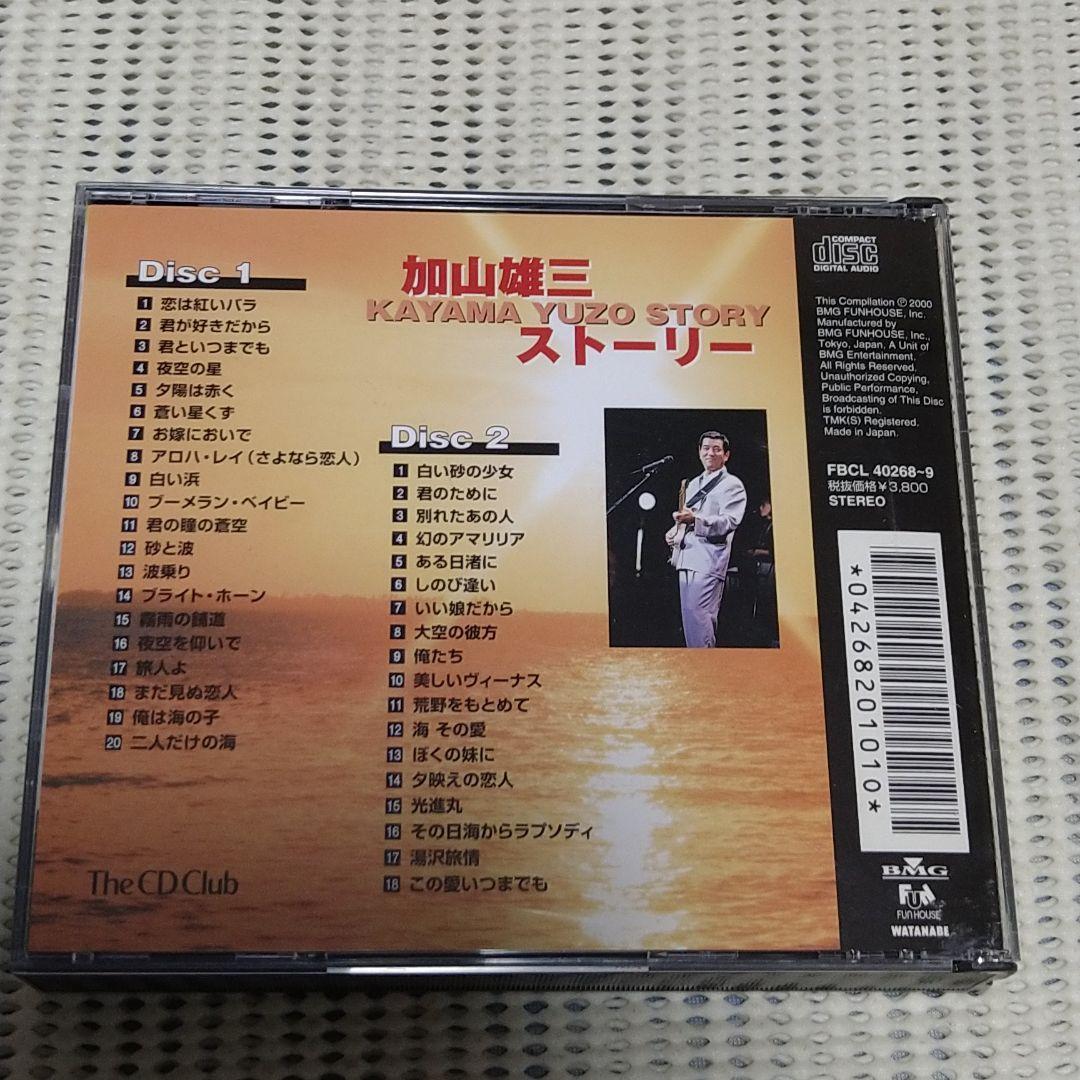 加山雄三
KAYAMA YUZO STORY
ストーリー
Disc 1
1 恋は紅いバラ
2 君が好きだから
3 君といつまでも
4 夜空の星
5 夕陽は赤く
6 蒼い星くず
7 お嫁においで
8 アロハ・レイ（さよなら恋人）
9 白い浜
10 ブーメラン・ベイビー
11 君の瞳の蒼空
12 砂と波
13 波乗り
14 ブライト・ホーン
15 霧雨の舗道
16 夜空を仰いで
17 旅人よ
18 まだ見ぬ恋人
19 俺は海の子
20 二人だけの海
Disc 2
1 白い砂の少女
2 君のために
3 別れたあの人
4 幻のアマリリア
5 ある日渚に
6 しのび逢い
7 いい娘だから
8 大空の彼方
9 俺たち
10 美しいヴィーナス
11 荒野をもとめて
12 海 その愛
13 ぼくの妹に
14 夕映えの恋人
15 光進丸
16 その日海からラプソディ
17 湯沢旅情
18 この愛いつまでも
The CD Club
COMPACT
disc
DIGITAL AUDIO
This Compilation ℗ 2000
BMG FUNHOUSE, Inc.
Manufactured by
BMG FUNHOUSE, Inc.,
Tokyo, Japan, A Unit of
BMG Entertainment.
All Rights Reserved.
Unauthorized Copying,
Public Performance,
Broadcasting of This Disc
is forbidden.
TMK(S) Registered.
Made in Japan.
FBCL 40268~9
税抜価格￥3,800
STEREO
*04268201010*
BMG
FUN
FUN HOUSE
WATANABE